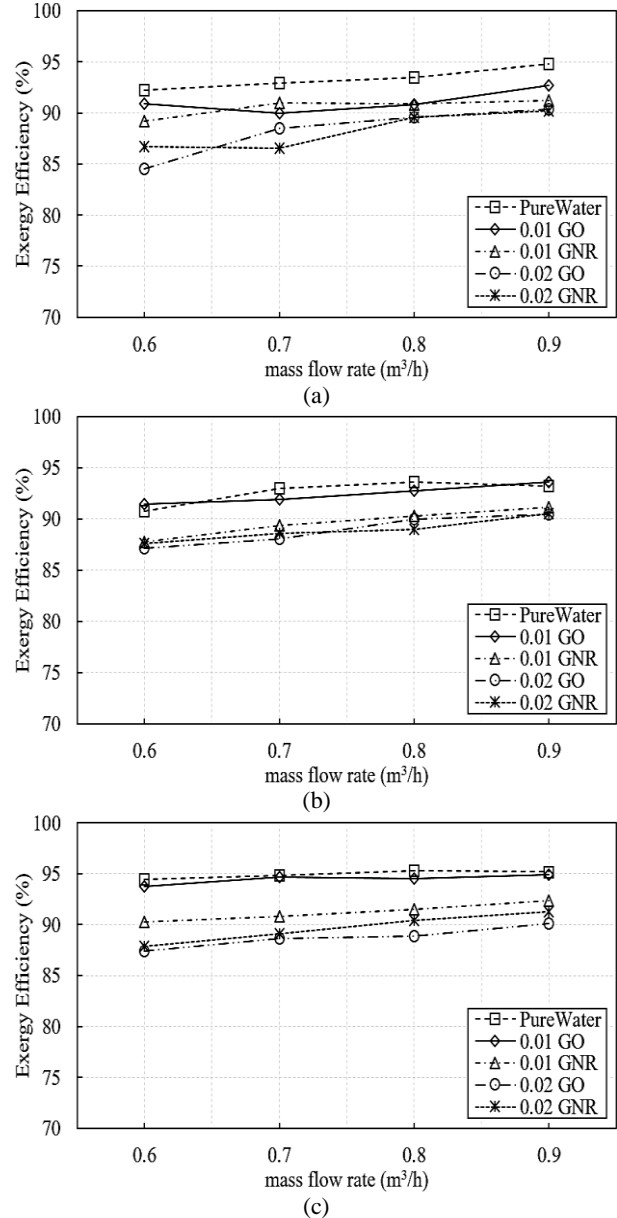 100
95
90
85
80
75
70
Exergy Efficiency (%)
PureWater
0.01 GO
0.01 GNR
0.02 GO
0.02 GNR
0.6 0.7 0.8 0.9
mass flow rate (m³/h)
(a)
100
95
90
85
80
75
70
Exergy Efficiency (%)
PureWater
0.01 GO
0.01 GNR
0.02 GO
0.02 GNR
0.6 0.7 0.8 0.9
mass flow rate (m³/h)
(b)
100
95
90
85
80
75
70
Exergy Efficiency (%)
PureWater
0.01 GO
0.01 GNR
0.02 GO
0.02 GNR
0.6 0.7 0.8 0.9
mass flow rate (m³/h)
(c)